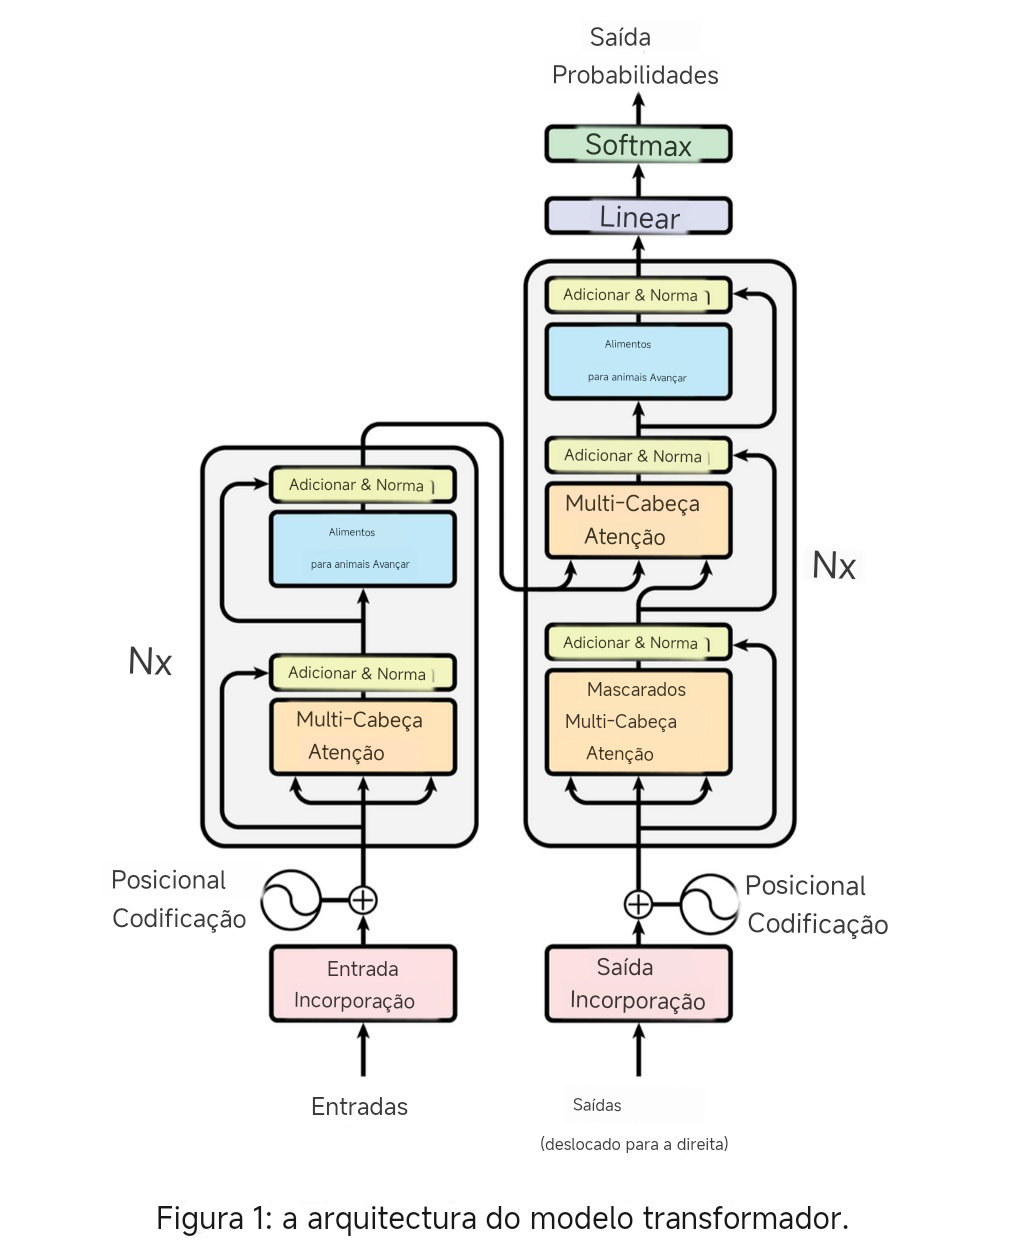 Saída
Probabilidades
Softmax
Linear
Adicionar & Norma
Alimentos
para animais Avançar
Adicionar & Norma
Multi-Cabeça
Atenção
Adicionar & Norma
Mascarados
Multi-Cabeça
Atenção
Nx
Adicionar & Norma
Alimentos
para animais Avançar
Adicionar & Norma
Multi-Cabeça
Atenção
Nx
Posicional
Codificação
Posicional
Codificação
Entrada
Incorporação
Saída
Incorporação
Entradas
Saídas
(deslocado para a direita)
Figura 1: a arquitectura do modelo transformador.